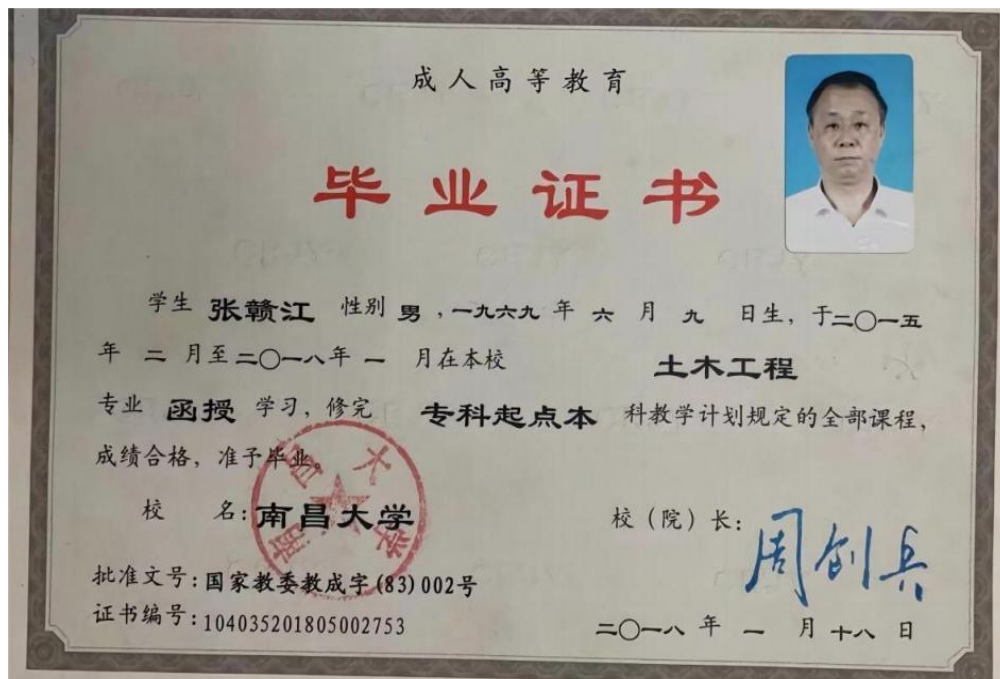 成人高等教育
毕业证书
学生 张赣江 性别 男 , 一九六九 年 六 月 九 日生, 于二〇一五
年 二 月至二〇一八年 一 月在本校 土木工程
专业 函授 学习, 修完 专科起点本 科教学计划规定的全部课程,
成绩合格, 准予毕业。
校 名: 南昌大学 校(院)长: 周创兵
批准文号: 国家教委教成字(83)002号
证书编号: 104035201805002753
二〇一八 年 一 月 十八 日
南昌大学